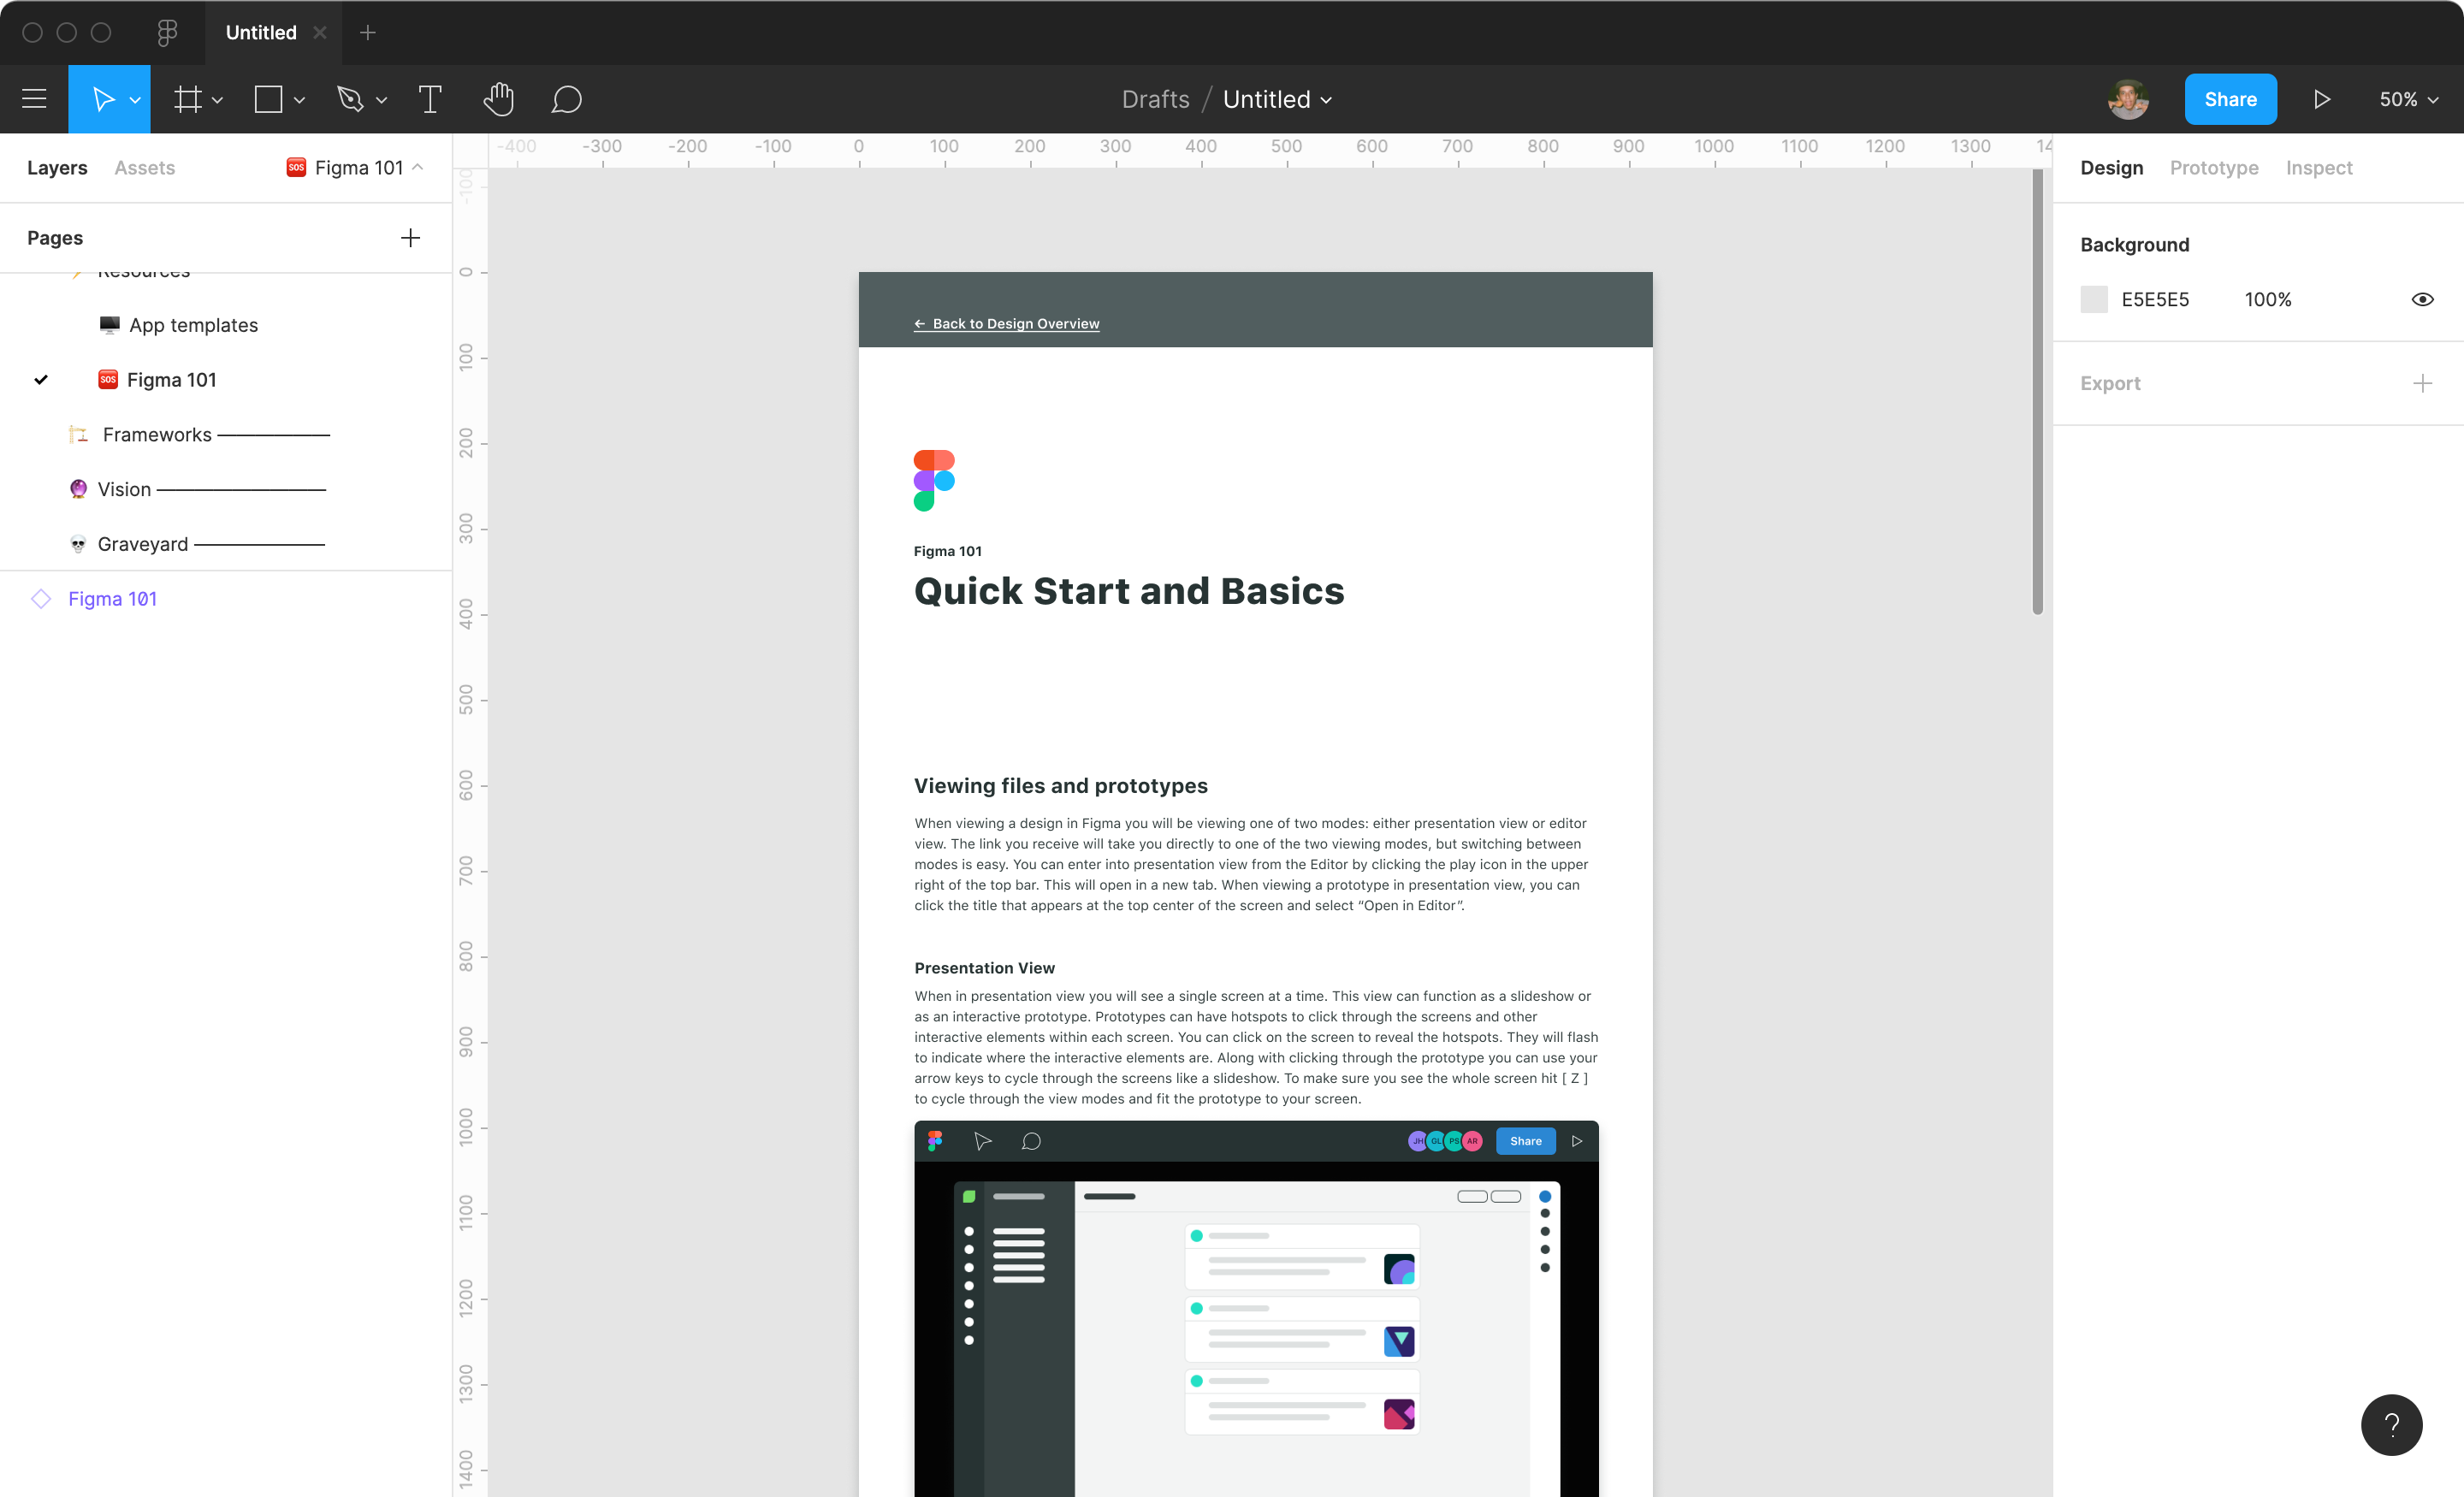 Untitled
Drafts / Untitled
Share
50%
Layers
Assets
SOS Figma 101
Pages
Resources
App templates
SOS Figma 101
Frameworks
Vision
Graveyard
Figma 101
-400 -300 -200 -100 0 100 200 300 400 500 600 700 800 900 1000 1100 1200 1300 14
-100
0
100
200
300
400
500
600
700
800
900
1000
1100
1200
1300
1400
← Back to Design Overview
Figma 101
Quick Start and Basics
Viewing files and prototypes
When viewing a design in Figma you will be viewing one of two modes: either presentation view or editor
view. The link you receive will take you directly to one of the two viewing modes, but switching between
modes is easy. You can enter into presentation view from the Editor by clicking the play icon in the upper
right of the top bar. This will open in a new tab. When viewing a prototype in presentation view, you can
click the title that appears at the top center of the screen and select “Open in Editor”.
Presentation View
When in presentation view you will see a single screen at a time. This view can function as a slideshow or
as an interactive prototype. Prototypes can have hotspots to click through the screens and other
interactive elements within each screen. You can click on the screen to reveal the hotspots. They will flash
to indicate where the interactive elements are. Along with clicking through the prototype you can use your
arrow keys to cycle through the screens like a slideshow. To make sure you see the whole screen hit [ Z ]
to cycle through the view modes and fit the prototype to your screen.
JH GL PS AR
Share
Design
Prototype
Inspect
Background
E5E5E5
100%
Export
?